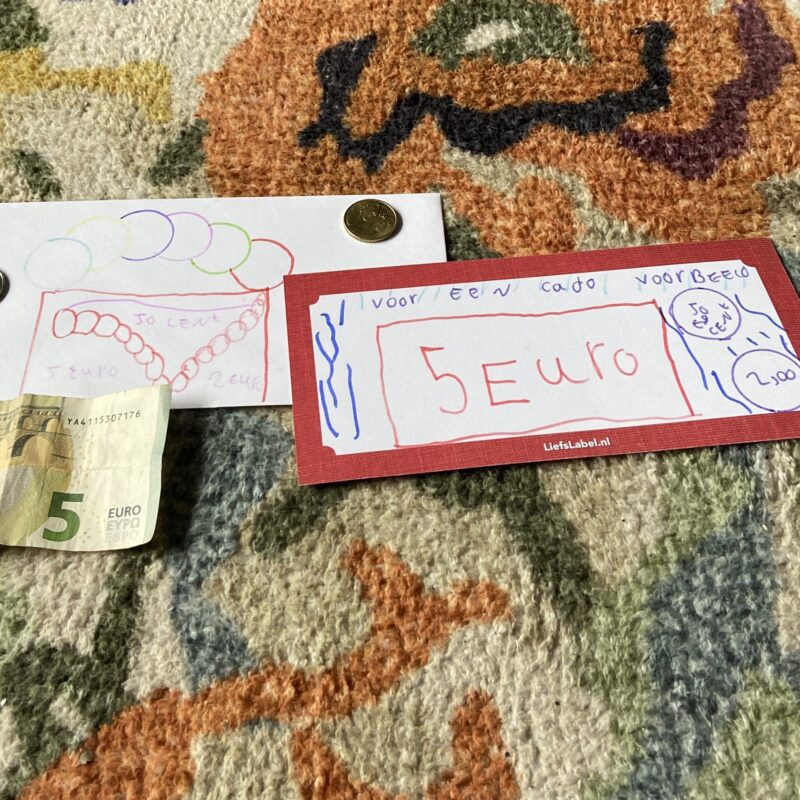 50 CENT
5 Euro
2 Euro
YA4115307176
5
EURO
ΕΥΡΩ
ЕВРО
voor EEN cado voorBEELD
5 Euro
50
CENT
2,00
LiefsLabel.nl